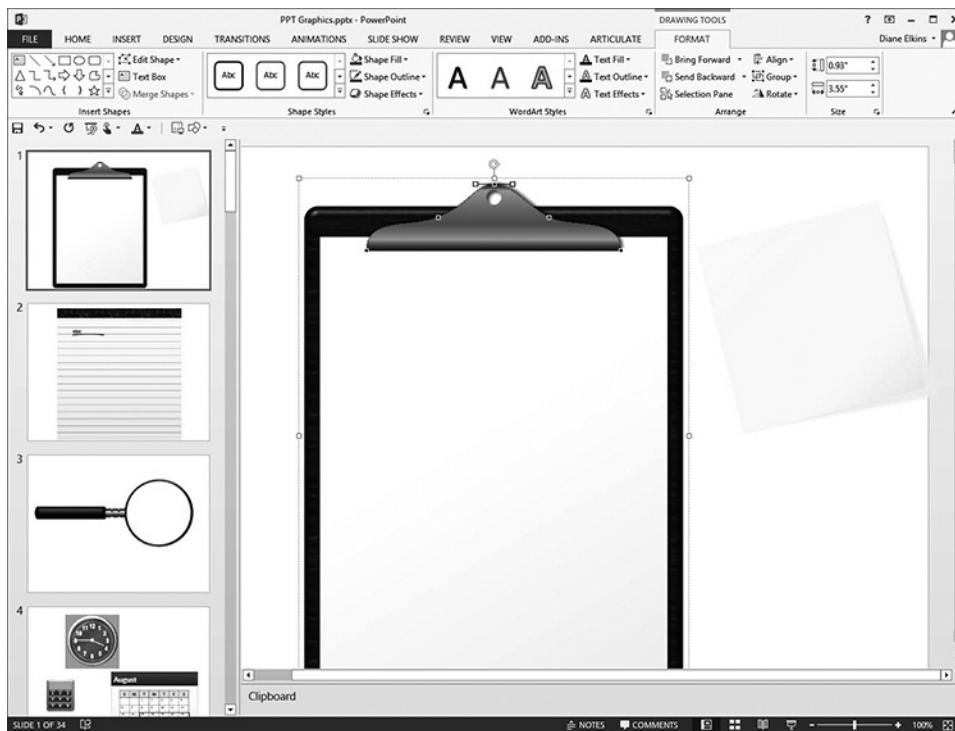 PPT Graphics.pptx - PowerPoint
DRAWING TOOLS
FILE HOME INSERT DESIGN TRANSITIONS ANIMATIONS SLIDE SHOW REVIEW VIEW ADD-INS ARTICULATE FORMAT Diane Elkins
Edit Shape
Text Box
Merge Shapes
Insert Shapes
Abc Abc Abc
Shape Fill
Shape Outline
Shape Effects
Shape Styles
A A A
Text Fill
Text Outline
Text Effects
WordArt Styles
Bring Forward
Send Backward
Selection Pane
Align
Group
Rotate
Arrange
0.93"
3.55"
Size
1
2
3
4
August
Clipboard
SLIDE 1 OF 34 NOTES COMMENTS 100%